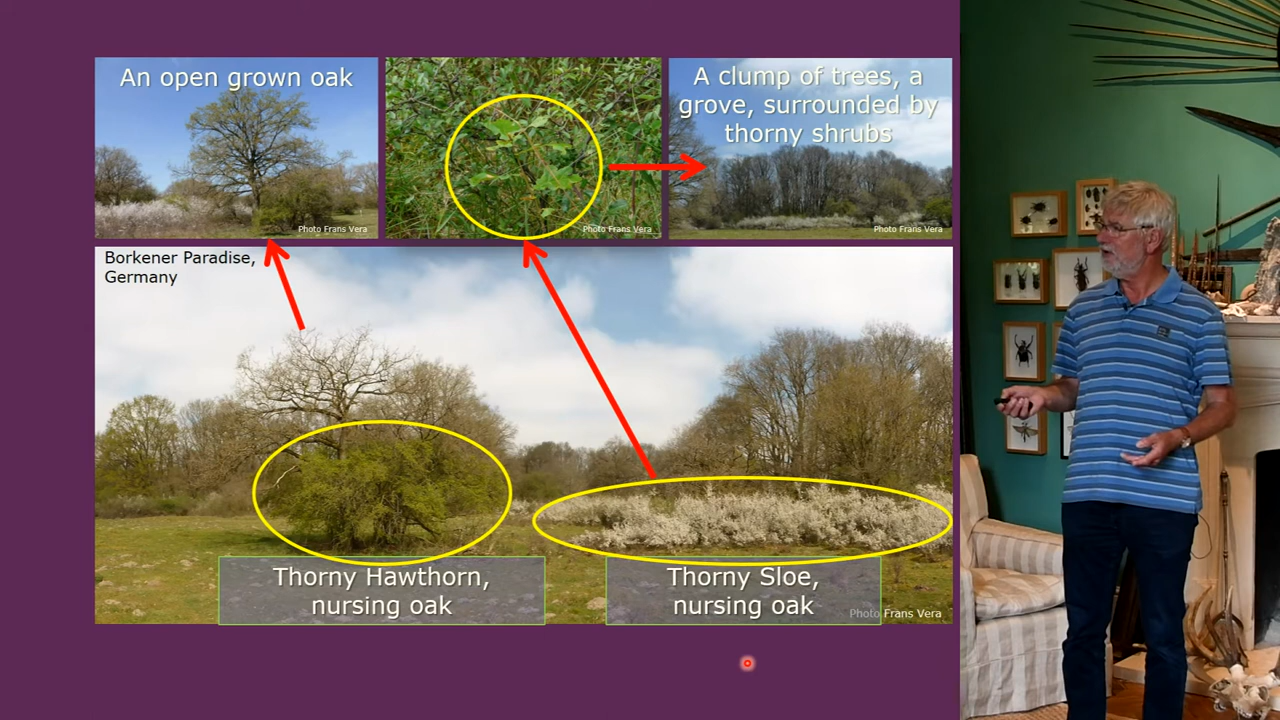 An open grown oak
Photo Frans Vera
Photo Frans Vera
A clump of trees, a
grove, surrounded by
thorny shrubs
Photo Frans Vera
Borkener Paradise,
Germany
Thorny Hawthorn,
nursing oak
Thorny Sloe,
nursing oak
Photo Frans Vera